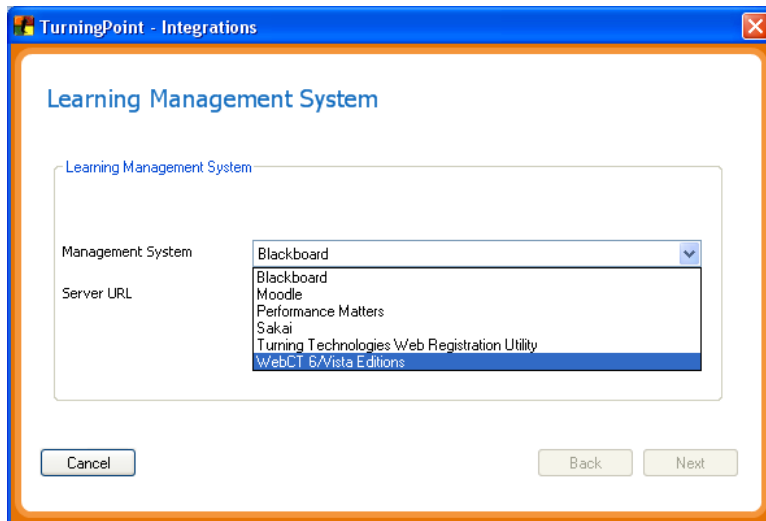 TurningPoint - Integrations
Learning Management System
Learning Management System
Management System
Blackboard
Blackboard
Server URL
Moodle
Performance Matters
Sakai
Turning Technologies Web Registration Utility
WebCT 6/Vista Editions
Cancel
Back
Next